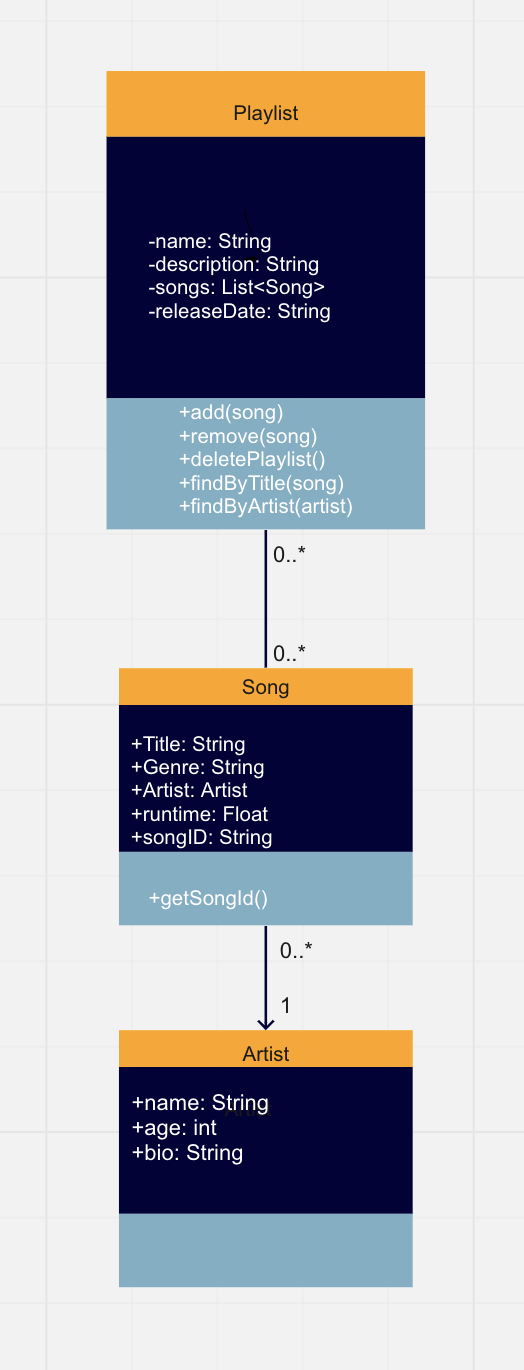 Playlist
-name: String
-description: String
-songs: List<Song>
-releaseDate: String
+add(song)
+remove(song)
+deletePlaylist()
+findByTitle(song)
+findByArtist(artist)
0..*
0..*
Song
+Title: String
+Genre: String
+Artist: Artist
+runtime: Float
+songID: String
+getSongId()
0..*
1
Artist
+name: String
+age: int
+bio: String